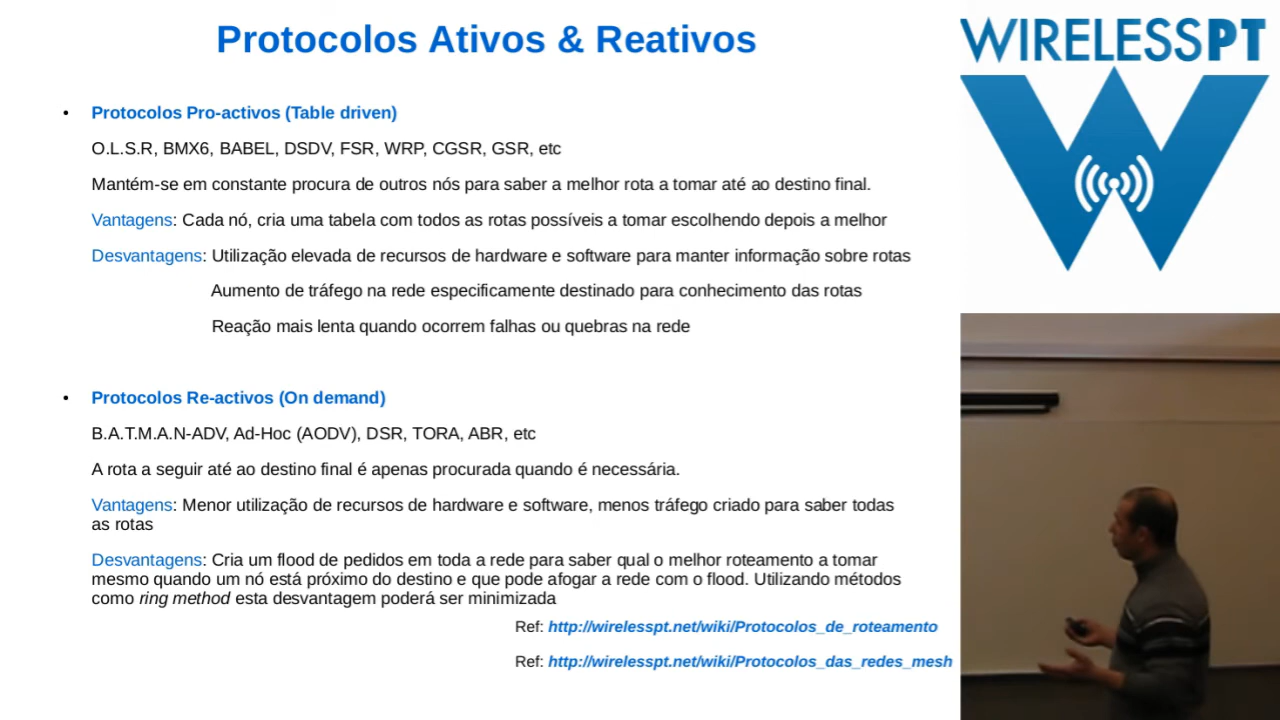 Protocolos Ativos & Reativos
WIRELESSPT
• Protocolos Pro-activos (Table driven)
O.L.S.R, BMX6, BABEL, DSDV, FSR, WRP, CGSR, GSR, etc
Mantém-se em constante procura de outros nós para saber a melhor rota a tomar até ao destino final.
Vantagens: Cada nó, cria uma tabela com todos as rotas possíveis a tomar escolhendo depois a melhor
Desvantagens: Utilização elevada de recursos de hardware e software para manter informação sobre rotas
Aumento de tráfego na rede especificamente destinado para conhecimento das rotas
Reação mais lenta quando ocorrem falhas ou quebras na rede
• Protocolos Re-activos (On demand)
B.A.T.M.A.N-ADV, Ad-Hoc (AODV), DSR, TORA, ABR, etc
A rota a seguir até ao destino final é apenas procurada quando é necessária.
Vantagens: Menor utilização de recursos de hardware e software, menos tráfego criado para saber todas
as rotas
Desvantagens: Cria um flood de pedidos em toda a rede para saber qual o melhor roteamento a tomar
mesmo quando um nó está próximo do destino e que pode afogar a rede com o flood. Utilizando métodos
como ring method esta desvantagem poderá ser minimizada
Ref: http://wirelesspt.net/wiki/Protocolos_de_roteamento
Ref: http://wirelesspt.net/wiki/Protocolos_das_redes_mesh